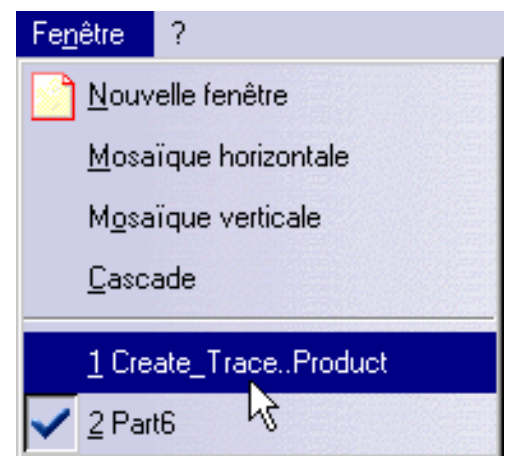 Fenêtre ?
Nouvelle fenêtre
Mosaïque horizontale
Mosaïque verticale
Cascade
1 Create_Trace..Product
2 Part6